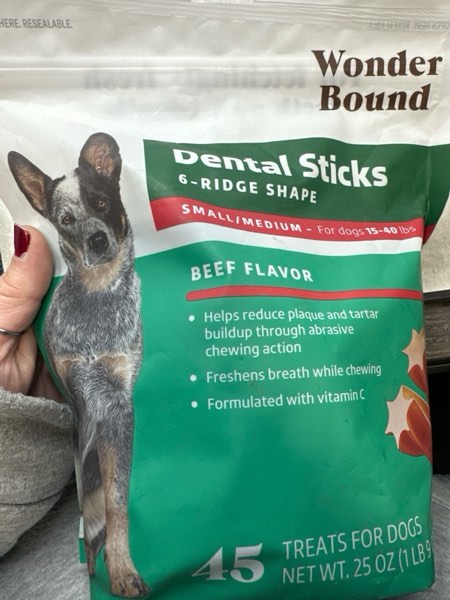 HERE. RESEALABLE.
Wonder
Bound
Dental Sticks
6-RIDGE SHAPE
SMALL/MEDIUM - For dogs 15-40 lbs
BEEF FLAVOR
• Helps reduce plaque and tartar
buildup through abrasive
chewing action
• Freshens breath while chewing
• Formulated with vitamin C
45 TREATS FOR DOGS
NET WT. 25 OZ (1 LB 9